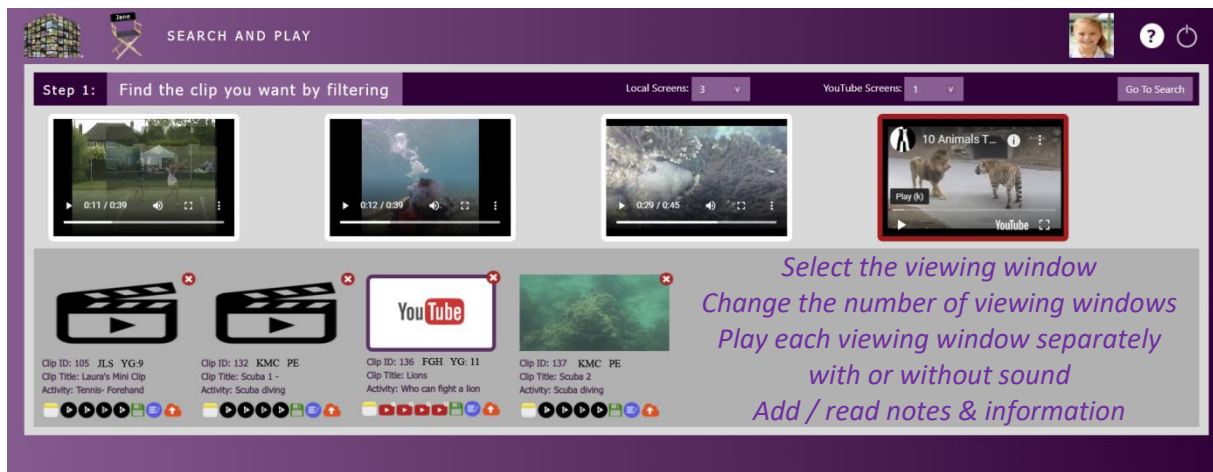 Jane
SEARCH AND PLAY
?
Step 1: Find the clip you want by filtering
Local Screens: 3 v
YouTube Screens: 1 v
Go To Search
0:11 / 0:39
0:12 / 0:39
0:29 / 0:45
10 Animals T...
Play (k)
YouTube
YouTube
Clip ID: 105 JLS YG:9
Clip Title: Laura's Mini Clip
Activity: Tennis- Forehand
Clip ID: 132 KMC PE
Clip Title: Scuba 1 -
Activity: Scuba diving
Clip ID: 136 FGH YG: 11
Clip Title: Lions
Activity: Who can fight a lion
Clip ID: 137 KMC PE
Clip Title: Scuba 2
Activity: Scuba diving
Select the viewing window
Change the number of viewing windows
Play each viewing window separately
with or without sound
Add / read notes & information